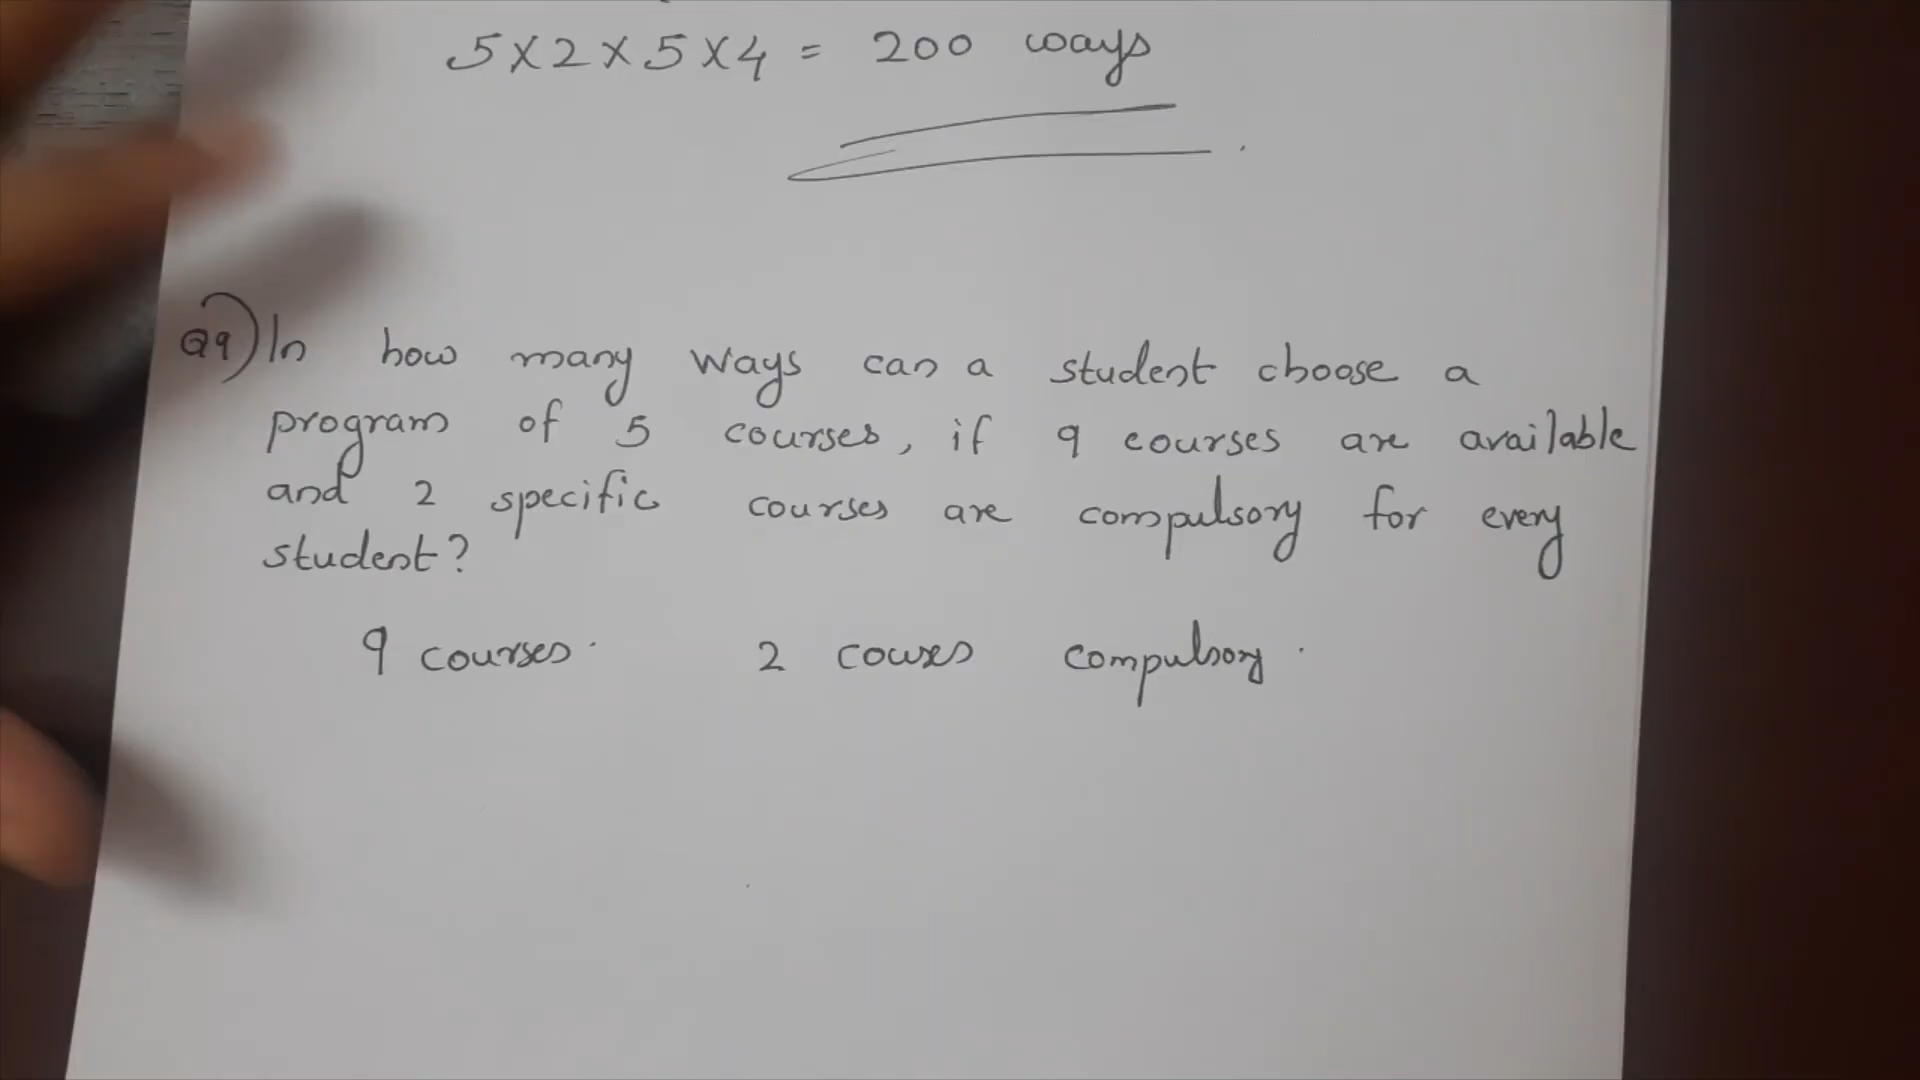 5×2×5×4 = 200 ways
Q9) In how many ways can a student choose a
program of 5 courses, if 9 courses are available
and 2 specific courses are compulsory for every
student?
9 courses. 2 courses compulsory.